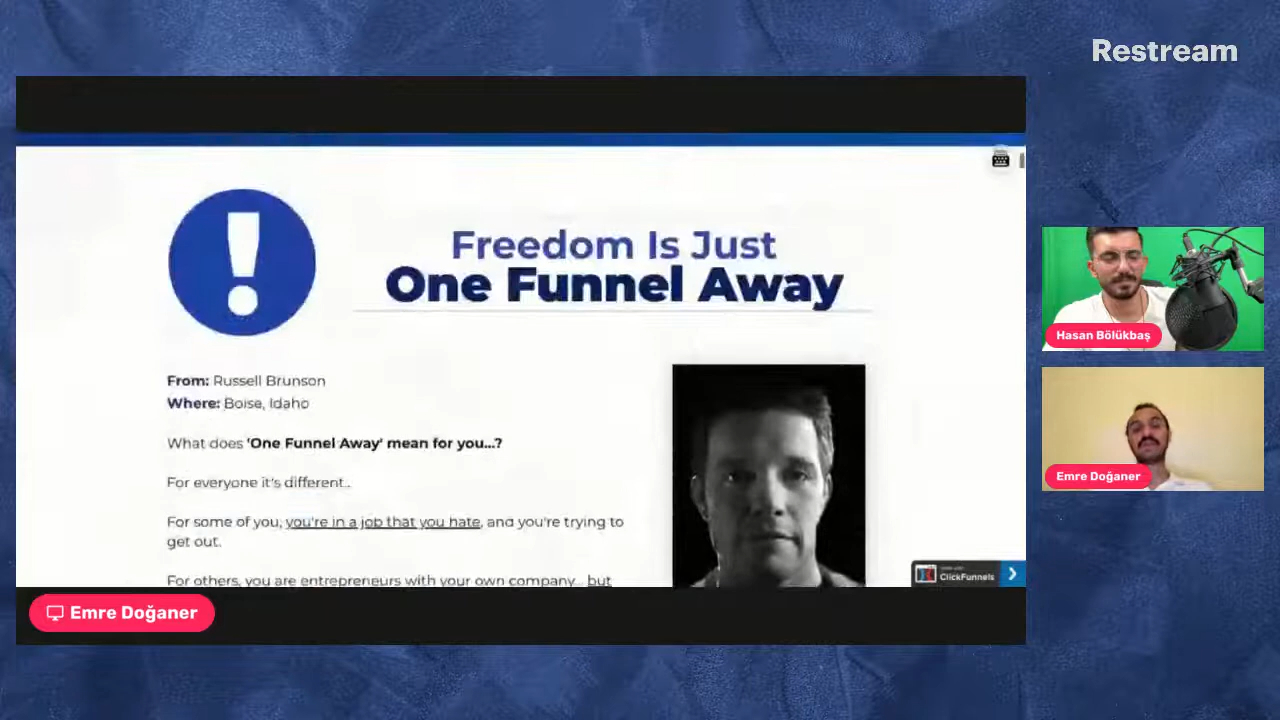 Restream
Freedom Is Just
One Funnel Away
From: Russell Brunson
Where: Boise, Idaho
What does 'One Funnel Away' mean for you...?
For everyone it's different..
For some of you, you're in a job that you hate, and you're trying to
get out.
For others, you are entrepreneurs with your own company... but
ClickFunnels
Emre Doğaner
Hasan Bölükbaş
Emre Doğaner